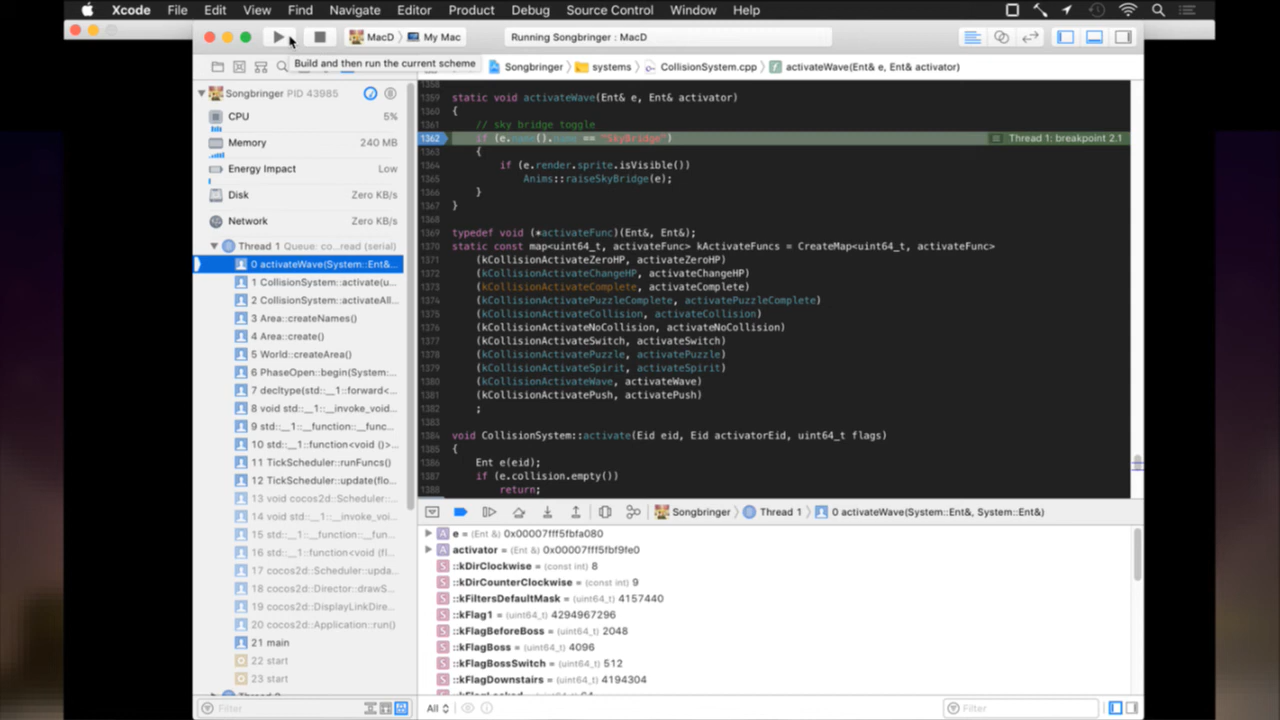 Xcode File Edit View Find Navigate Editor Product Debug Source Control Window Help
MacD My Mac Running Songbringer : MacD
Build and then run the current scheme
Songbringer systems CollisionSystem.cpp activateWave(Ent& e, Ent& activator)
Songbringer PID 43985
CPU 5%
Memory 240 MB
Energy Impact Low
Disk Zero KB/s
Network Zero KB/s
Thread 1 Queue: co...read (serial)
0 activateWave(System::Ent&...
1 CollisionSystem::activate(u...
2 CollisionSystem::activateAll...
3 Area::createNames()
4 Area::create()
5 World::createArea()
6 PhaseOpen::begin(System:...
7 decltype(std::__1::forward<...
8 void std::__1::__invoke_void...
9 std::__1::function::__func...
10 std::__1::function<void ()>...
11 TickScheduler::runFuncs()
12 TickScheduler::update(flo...
13 void cocos2d::Scheduler:...
14 void std::__1::__invoke_voi...
15 std::__1::function::__fun...
16 std::__1::function<void (fl...
17 cocos2d::Scheduler::upda...
18 cocos2d::Director::drawS...
19 cocos2d::DisplayLinkDire...
20 cocos2d::Application::run()
21 main
22 start
23 start
Filter
1359 static void activateWave(Ent& e, Ent& activator)
1360 {
1361 // sky bridge toggle
1362 if (e.name().name == "SkyBridge") Thread 1: breakpoint 2.1
1363 {
1364 if (e.render.sprite.isVisible())
1365 Anims::raiseSkyBridge(e);
1366 }
1367 }
1368
1369 typedef void (*activateFunc)(Ent&, Ent&);
1370 static const map<uint64_t, activateFunc> kActivateFuncs = CreateMap<uint64_t, activateFunc>
1371 (kCollisionActivateZeroHP, activateZeroHP)
1372 (kCollisionActivateChangeHP, activateChangeHP)
1373 (kCollisionActivateComplete, activateComplete)
1374 (kCollisionActivatePuzzleComplete, activatePuzzleComplete)
1375 (kCollisionActivateCollision, activateCollision)
1376 (kCollisionActivateNoCollision, activateNoCollision)
1377 (kCollisionActivateSwitch, activateSwitch)
1378 (kCollisionActivatePuzzle, activatePuzzle)
1379 (kCollisionActivateSpirit, activateSpirit)
1380 (kCollisionActivateWave, activateWave)
1381 (kCollisionActivatePush, activatePush)
1382 ;
1383
1384 void CollisionSystem::activate(Eid eid, Eid activatorEid, uint64_t flags)
1385 {
1386 Ent e(eid);
1387 if (e.collision.empty())
1388 return;
Songbringer Thread 1 0 activateWave(System::Ent&, System::Ent&)
e = (Ent &) 0x00007fff5fbfa080
activator = (Ent &) 0x00007fff5fbf9fe0
::kDirClockwise = (const int) 8
::kDirCounterClockwise = (const int) 9
::kFiltersDefaultMask = (uint64_t) 4157440
::kFlag1 = (uint64_t) 4294967296
::kFlagBeforeBoss = (uint64_t) 2048
::kFlagBoss = (uint64_t) 4096
::kFlagBossSwitch = (uint64_t) 512
::kFlagDownstairs = (uint64_t) 4194304
All Filter